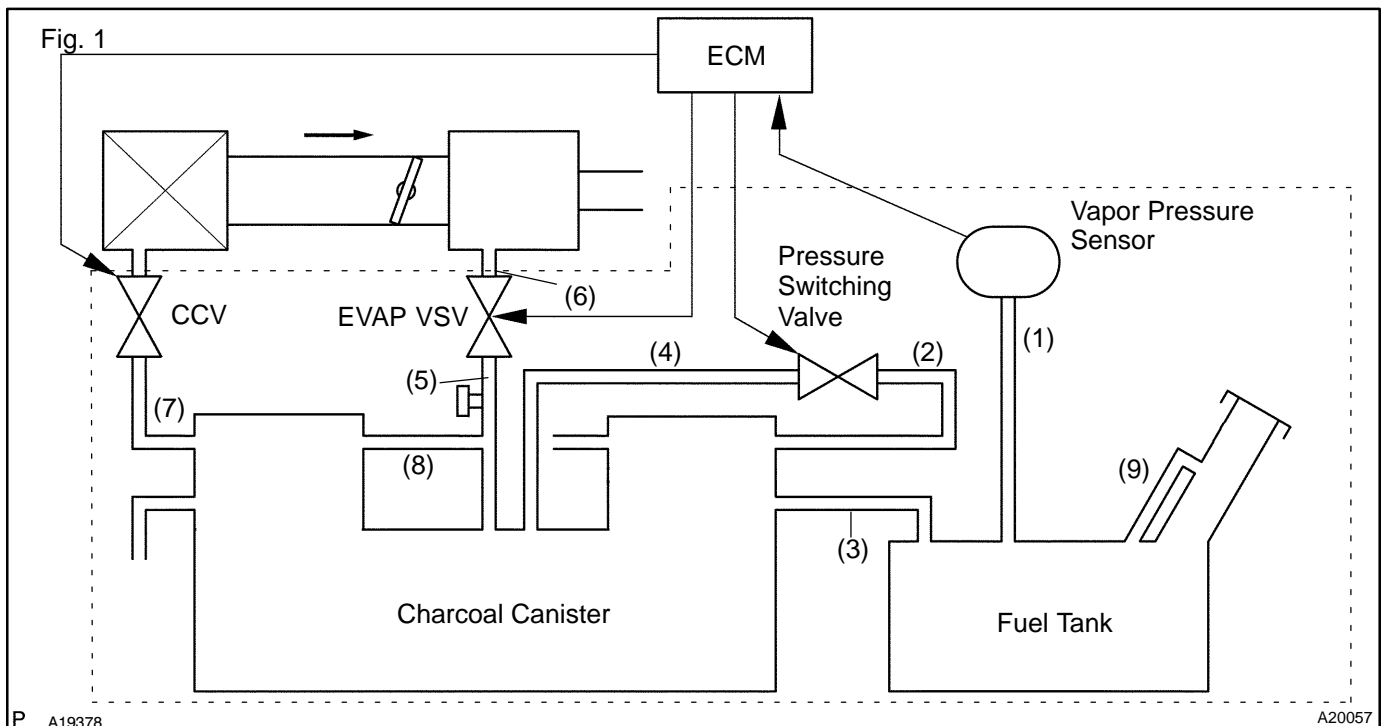 Fig. 1
ECM
Vapor Pressure
Sensor
Pressure
Switching
Valve
(6)
CCV
EVAP VSV
(1)
(4)
(2)
(5)
(7)
(8)
(9)
(3)
Charcoal Canister
Fuel Tank
P
A19378
A20057